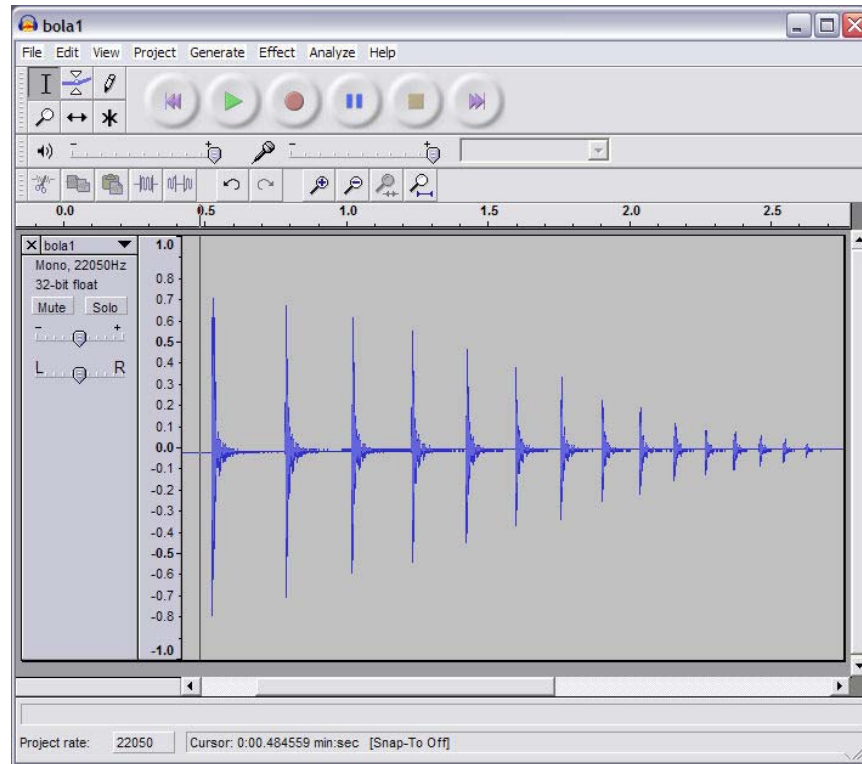 bola1
File Edit View Project Generate Effect Analyze Help
0.0 0.5 1.0 1.5 2.0 2.5
bola1
Mono, 22050Hz
32-bit float
Mute Solo
- +
L R
1.0
0.8
0.7
0.6
0.5
0.4
0.3
0.2
0.1
0.0
-0.1
-0.2
-0.3
-0.4
-0.5
-0.6
-0.7
-0.8
-1.0
Project rate: 22050 Cursor: 0:00.484559 min:sec [Snap-To Off]